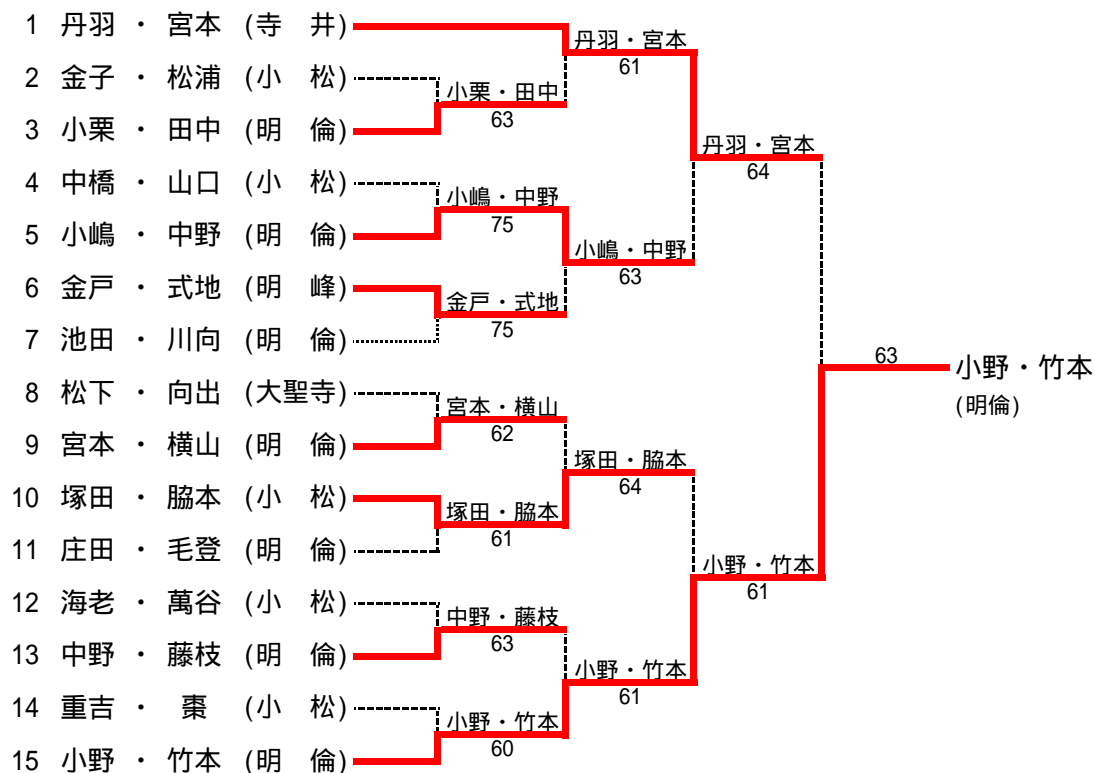 1 丹羽 ・ 宮本 (寺 井)
2 金子 ・ 松浦 (小 松)
3 小栗 ・ 田中 (明 倫)
4 中橋 ・ 山口 (小 松)
5 小嶋 ・ 中野 (明 倫)
6 金戸 ・ 式地 (明 峰)
7 池田 ・ 川向 (明 倫)
8 松下 ・ 向出 (大聖寺)
9 宮本 ・ 横山 (明 倫)
10 塚田 ・ 脇本 (小 松)
11 庄田 ・ 毛登 (明 倫)
12 海老 ・ 萬谷 (小 松)
13 中野 ・ 藤枝 (明 倫)
14 重吉 ・ 棗 (小 松)
15 小野 ・ 竹本 (明 倫)
小栗・田中
63
小嶋・中野
75
金戸・式地
75
宮本・横山
62
塚田・脇本
61
中野・藤枝
63
小野・竹本
60
丹羽・宮本
61
小嶋・中野
63
塚田・脇本
64
小野・竹本
61
丹羽・宮本
64
小野・竹本
61
63
小野・竹本
(明倫)